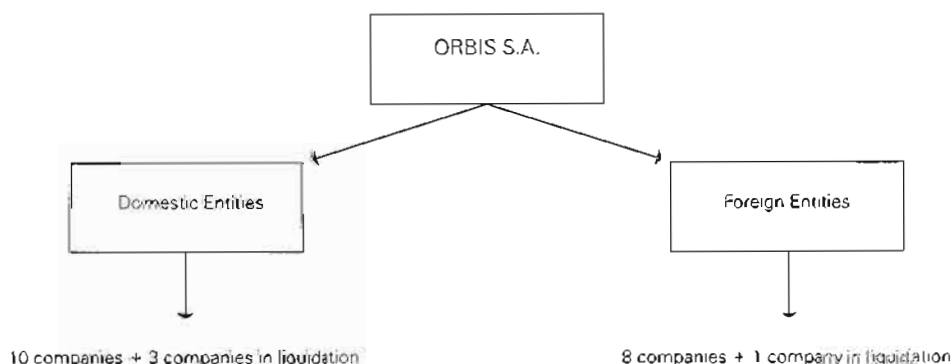 ORBIS S.A.
Domestic Entities
Foreign Entities
10 companies + 3 companies in liquidation
8 companies + 1 company in liquidation